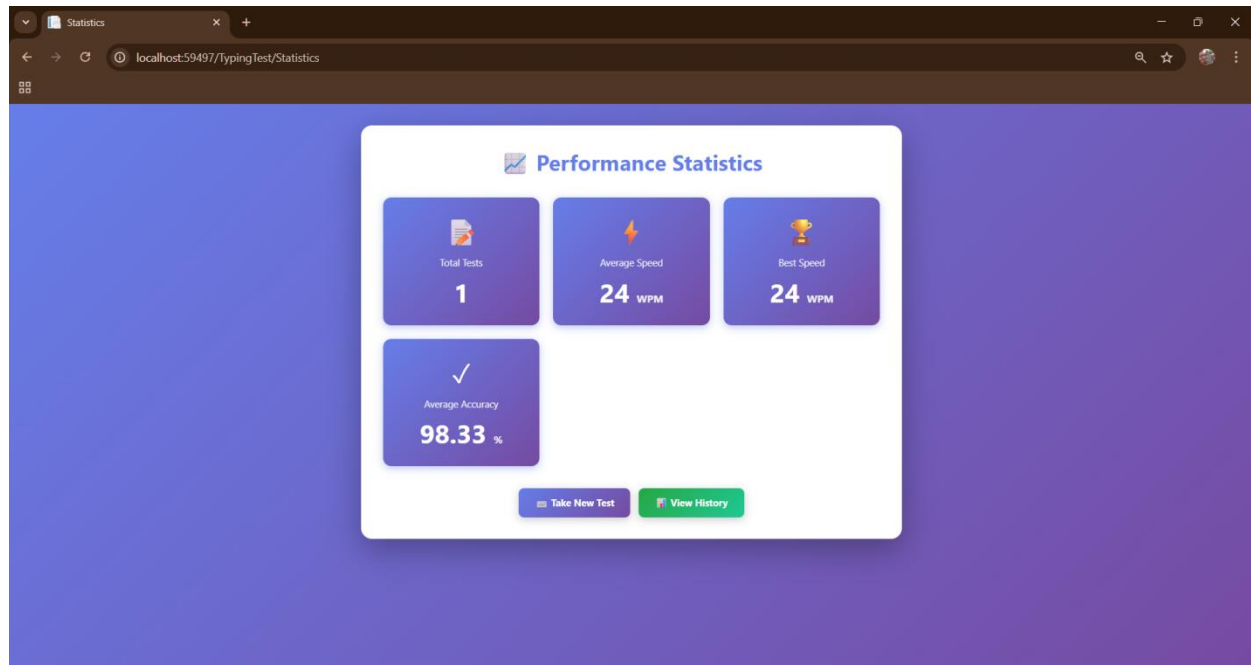 Statistics
localhost:59497/TypingTest/Statistics
Performance Statistics
Total Tests
1
Average Speed
24 WPM
Best Speed
24 WPM
Average Accuracy
98.33 %
Take New Test
View History